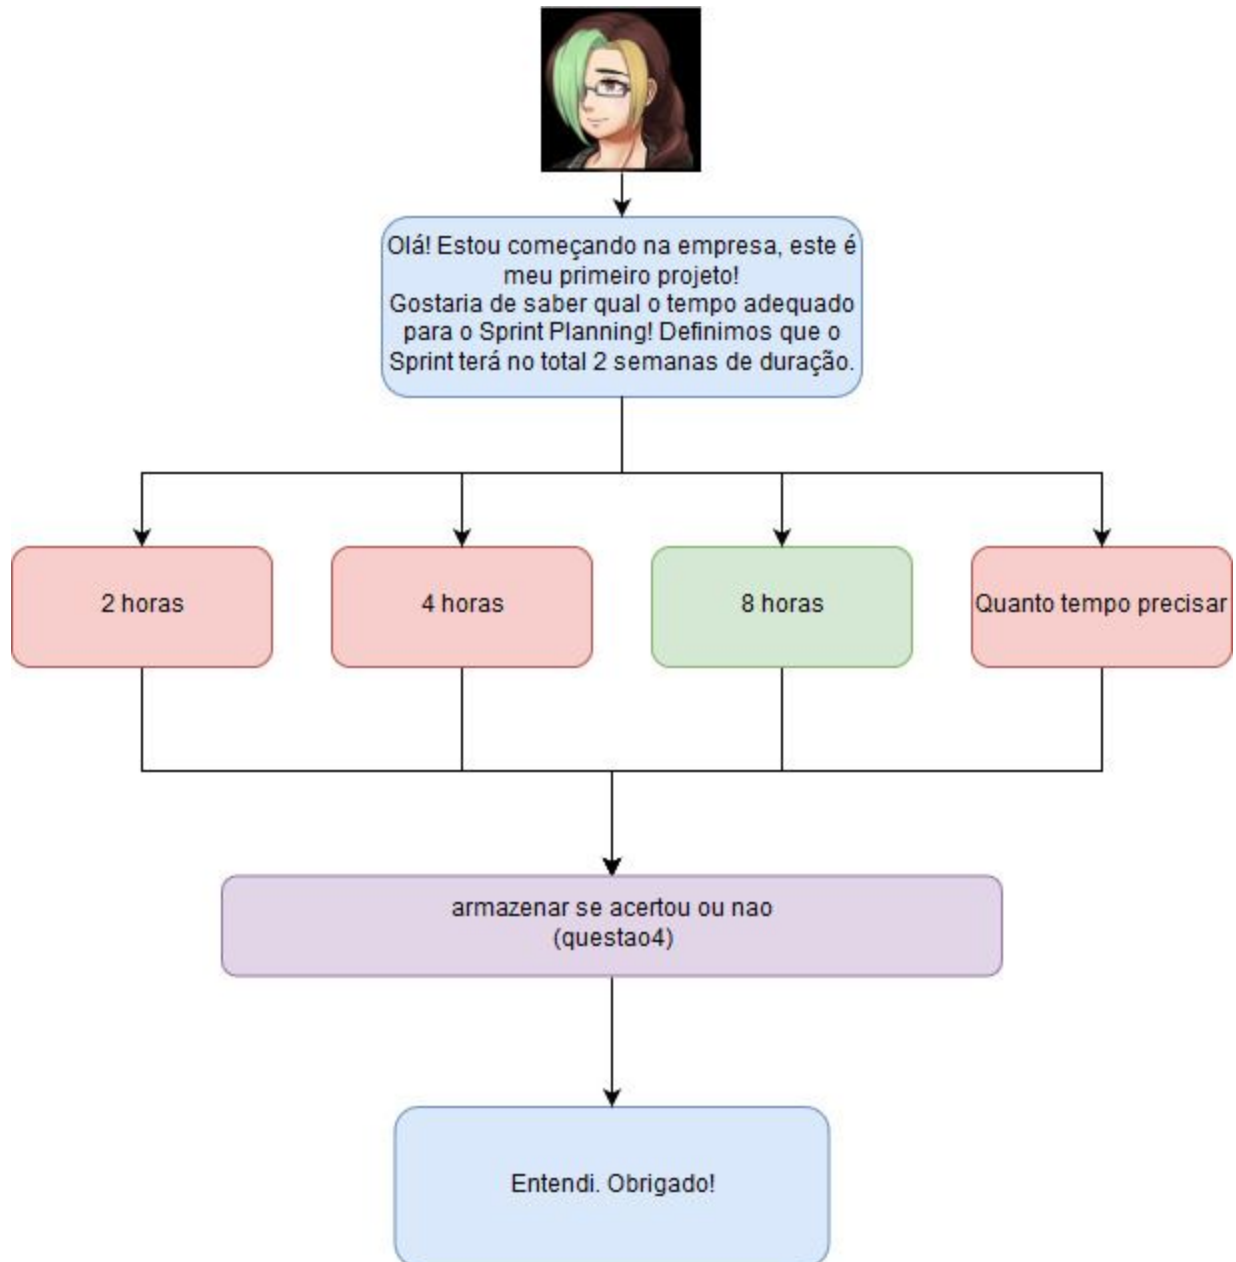 Olá! Estou começando na empresa, este é
meu primeiro projeto!
Gostaria de saber qual o tempo adequado
para o Sprint Planning! Definimos que o
Sprint terá no total 2 semanas de duração.
2 horas
4 horas
8 horas
Quanto tempo precisar
armazenar se acertou ou nao
(questao4)
Entendi. Obrigado!